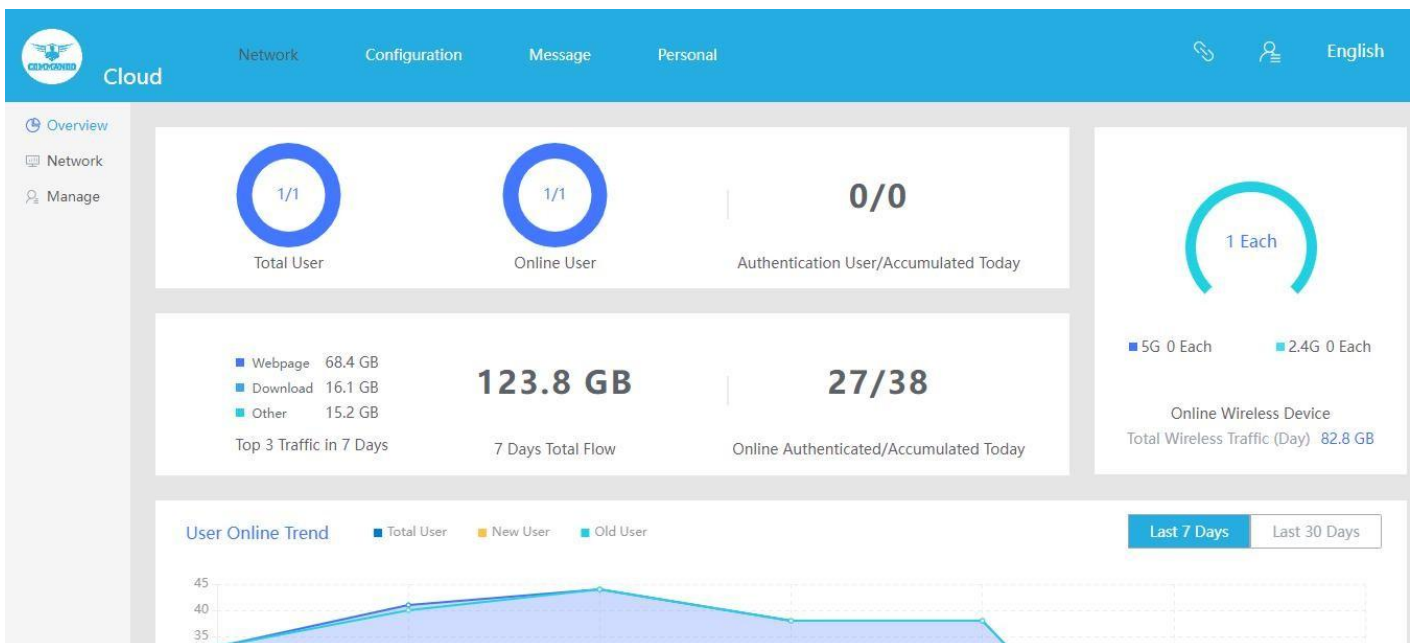 COMMANDO
Cloud
Network Configuration Message Personal English
Overview
Network
Manage
1/1
Total User
1/1
Online User
0/0
Authentication User/Accumulated Today
1 Each
5G 0 Each
2.4G 0 Each
Online Wireless Device
Total Wireless Traffic (Day) 82.8 GB
Webpage 68.4 GB
Download 16.1 GB
Other 15.2 GB
Top 3 Traffic in 7 Days
123.8 GB
7 Days Total Flow
27/38
Online Authenticated/Accumulated Today
User Online Trend Total User New User Old User
Last 7 Days Last 30 Days
45
40
35